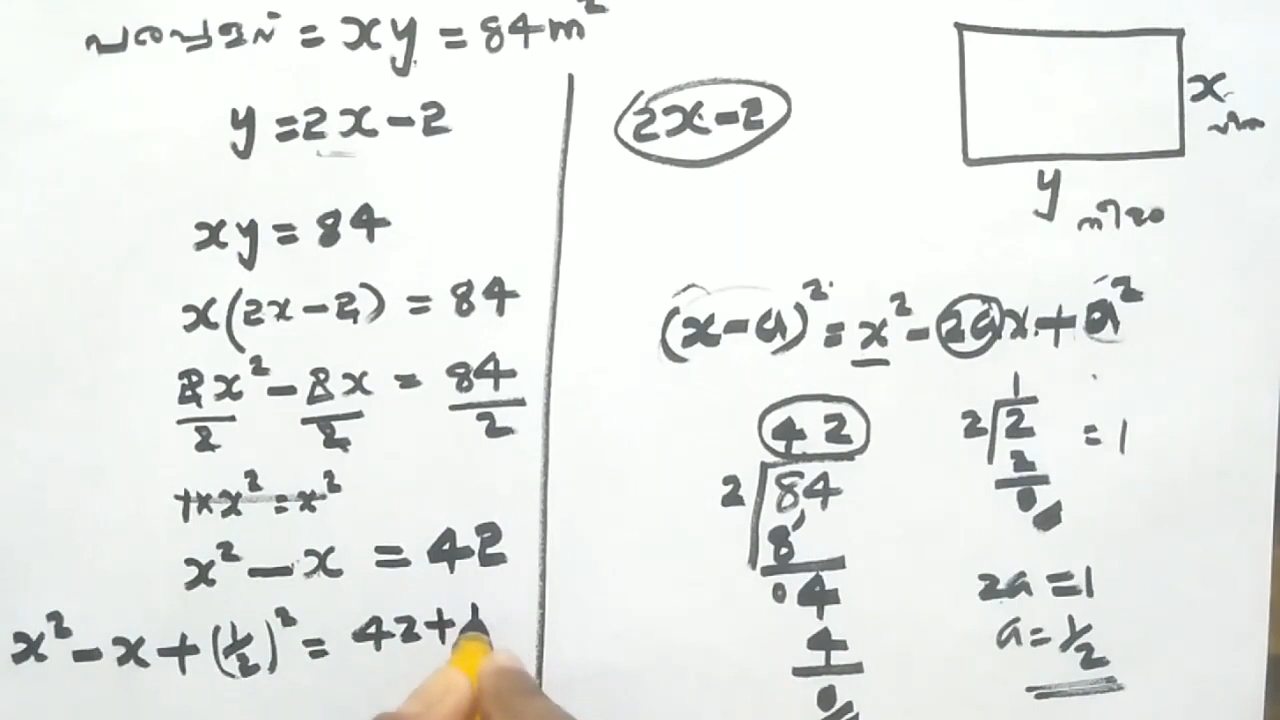 പരപ്പളവ് = xy = 84m²
y = 2x - 2
xy = 84
x(2x - 2) = 84
2x²/2 - 2x/2 = 84/2
1×x² = x²
x² - x = 42
x² - x + (1/2)² = 42 +
2x - 2
x
y
നീളം
(x - a)² = x² - 2ax + a²
42
2 84
8
04
4
0
1
2 2 = 1
2
0
2a = 1
a = 1/2